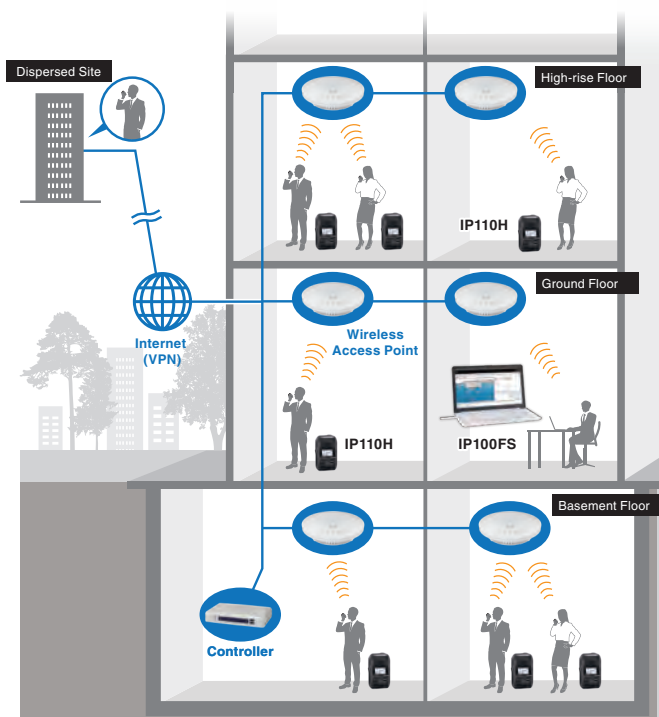 Dispersed Site
High-rise Floor
IP110H
Ground Floor
Internet
(VPN)
Wireless
Access Point
IP110H
IP100FS
Basement Floor
Controller